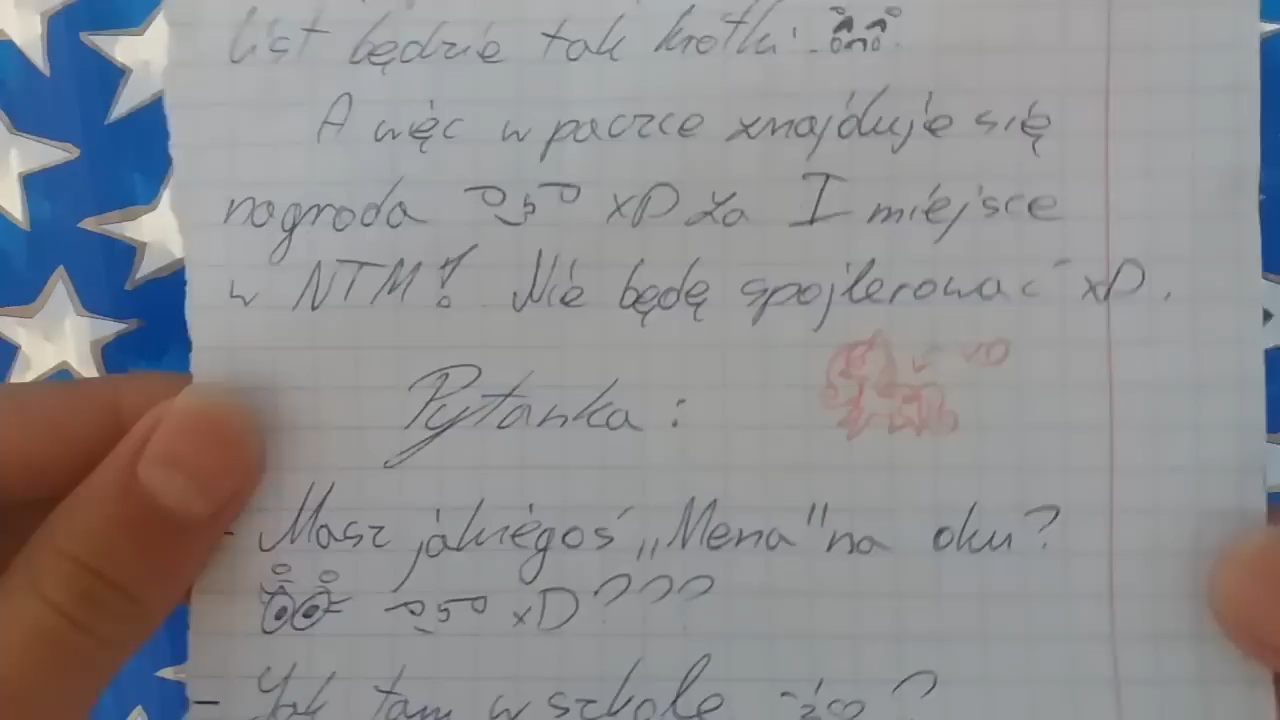 list będzie tak krótki
A więc w paczce znajduje się
nagroda xD za I miejsce
w NTM! Nie będę spojlerować xD.
Pytanka:
- Masz jakiegoś „Mena" na oku?
xD???
- Jak tam w szkole